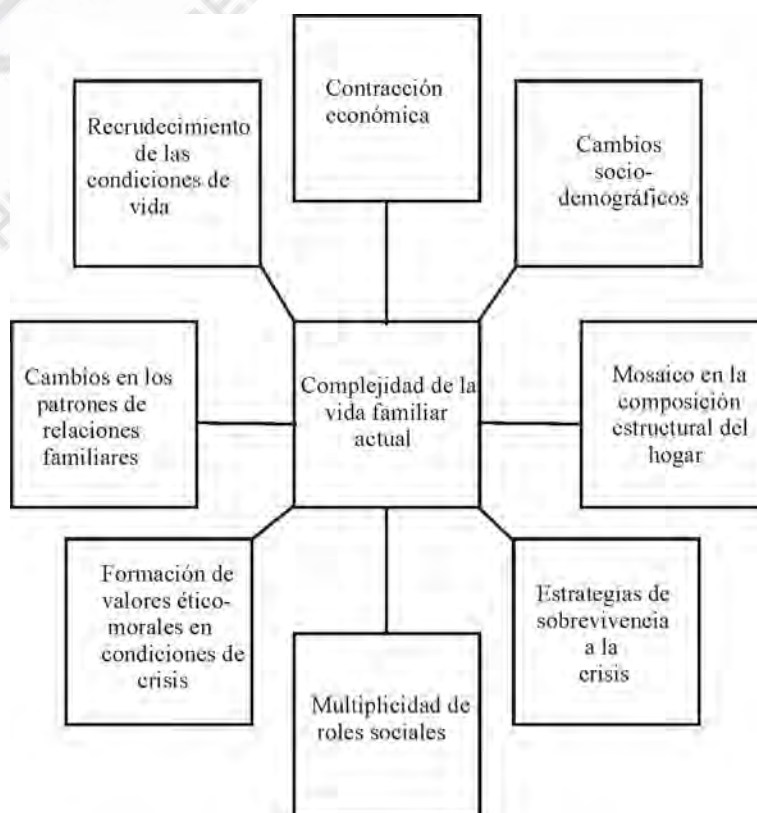 Contracción
económica
Recrudecimiento
de las
condiciones de
vida
Cambios
socio-
demográficos
Cambios en los
patrones de
relaciones
familiares
Complejidad de la
vida familiar
actual
Mosaico en la
composición
estructural del
hogar
Formación de
valores ético-
morales en
condiciones de
crisis
Estrategias de
sobrevivencia
a la
crisis
Multiplicidad de
roles sociales